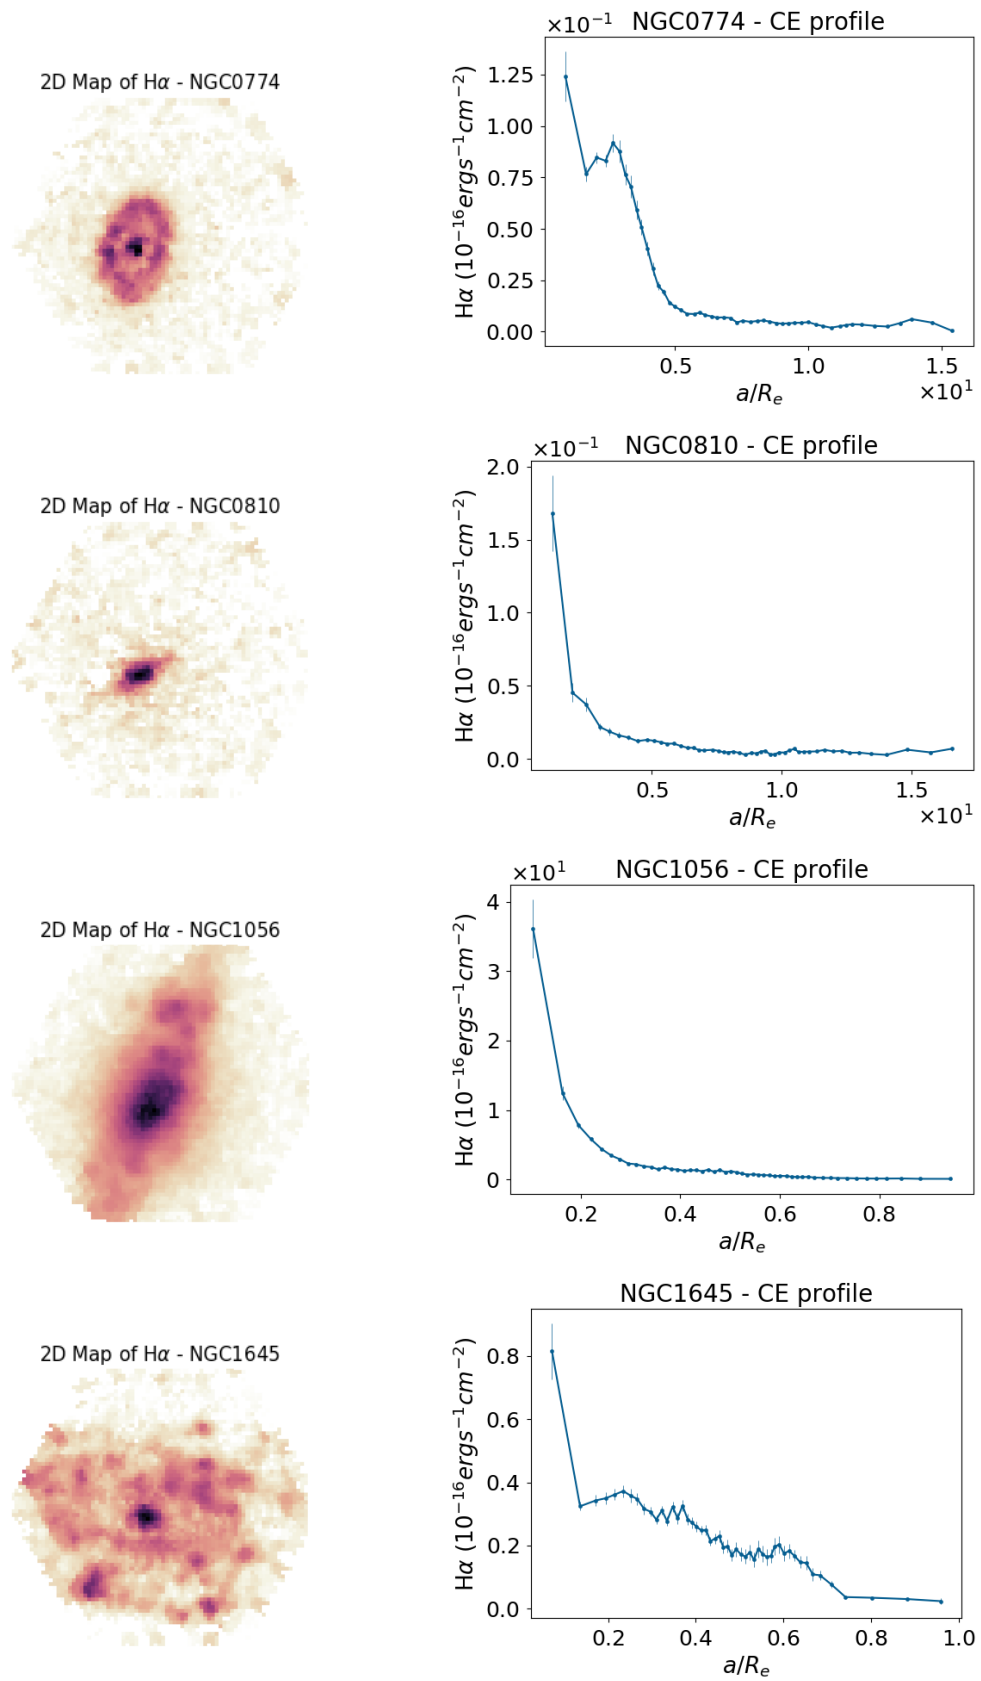 ×10⁻¹ NGC0774 - CE profile
2D Map of Hα - NGC0774
Hα (10⁻¹⁶ergs⁻¹cm⁻²)
1.25
1.00
0.75
0.50
0.25
0.00
0.5 1.0 1.5
×10¹
a/Rₑ
×10⁻¹ NGC0810 - CE profile
2D Map of Hα - NGC0810
Hα (10⁻¹⁶ergs⁻¹cm⁻²)
2.0
1.5
1.0
0.5
0.0
0.5 1.0 1.5
×10¹
a/Rₑ
×10¹ NGC1056 - CE profile
2D Map of Hα - NGC1056
Hα (10⁻¹⁶ergs⁻¹cm⁻²)
4
3
2
1
0
0.2 0.4 0.6 0.8
a/Rₑ
NGC1645 - CE profile
2D Map of Hα - NGC1645
Hα (10⁻¹⁶ergs⁻¹cm⁻²)
0.8
0.6
0.4
0.2
0.0
0.2 0.4 0.6 0.8 1.0
a/Rₑ